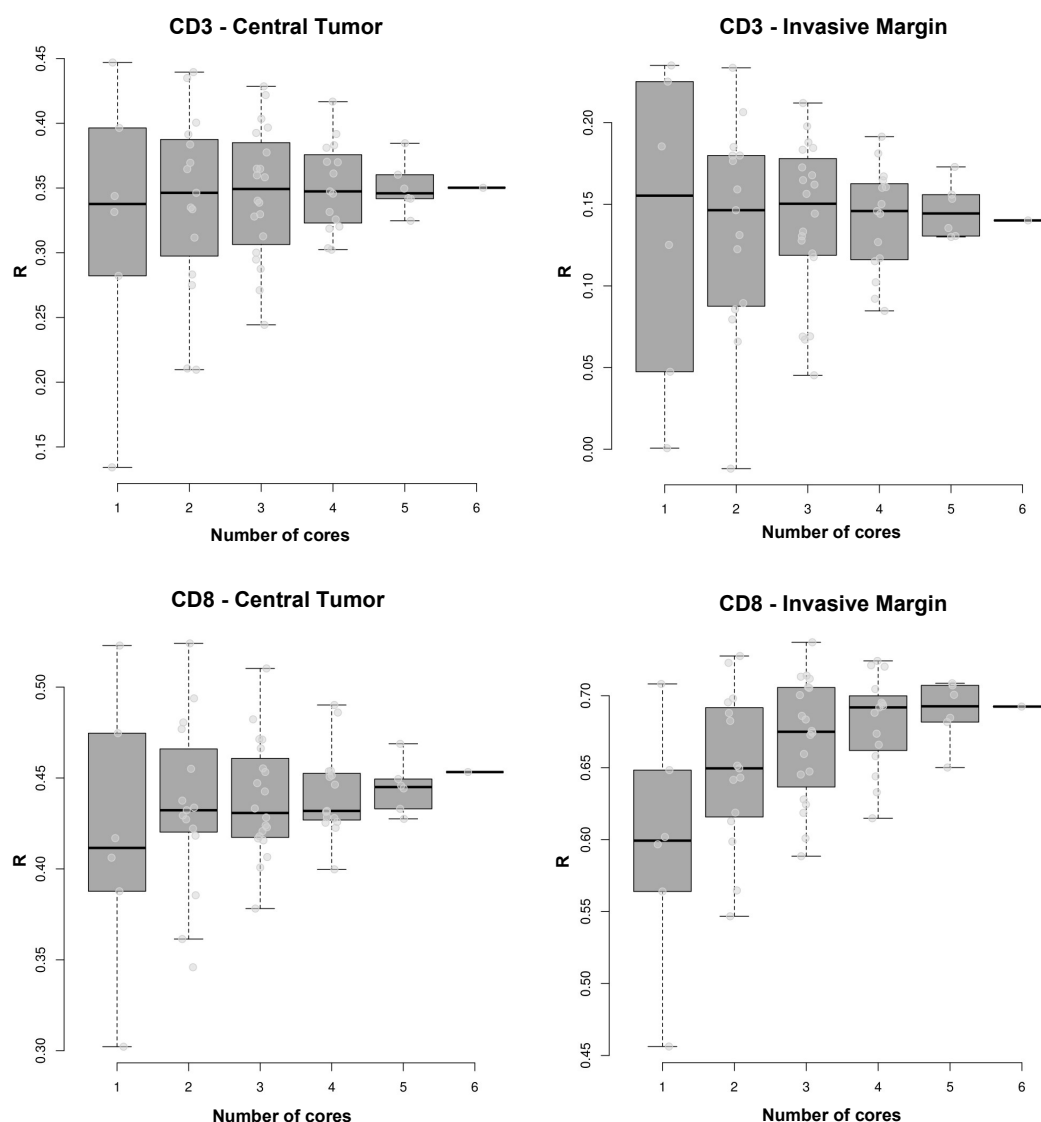 CD3 - Central Tumor
0.45
0.40
0.35
0.30
0.25
0.20
0.15
R
1 2 3 4 5 6
Number of cores
CD3 - Invasive Margin
0.20
0.15
0.10
0.05
0.00
R
1 2 3 4 5 6
Number of cores
CD8 - Central Tumor
0.50
0.45
0.40
0.35
0.30
R
1 2 3 4 5 6
Number of cores
CD8 - Invasive Margin
0.70
0.65
0.60
0.55
0.50
0.45
R
1 2 3 4 5 6
Number of cores